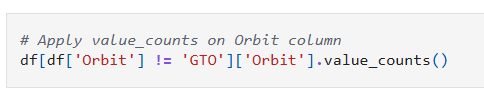 # Apply value_counts on Orbit column
df[df['Orbit'] != 'GTO']['Orbit'].value_counts()